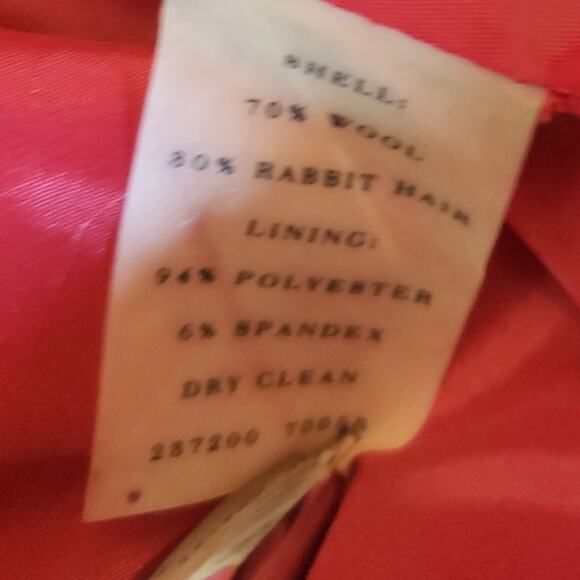 SHELL:
70% WOOL
30% RABBIT HAIR
LINING:
94% POLYESTER
6% SPANDEX
DRY CLEAN
287200